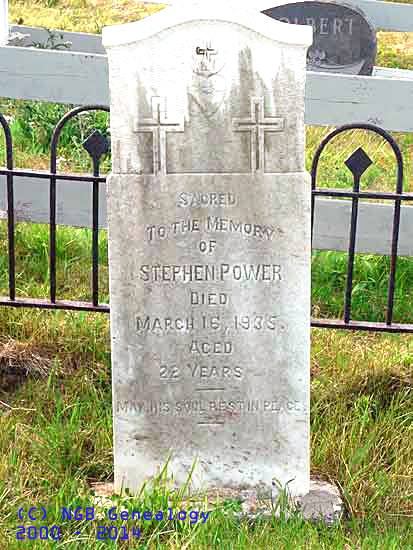 OLBERT
SACRED
TO THE MEMORY
OF
STEPHEN POWER
DIED
MARCH 16, 1935.
AGED
22 YEARS
MAY HIS SOUL REST IN PEACE.
(C) NGB Genealogy
2000 - 2014